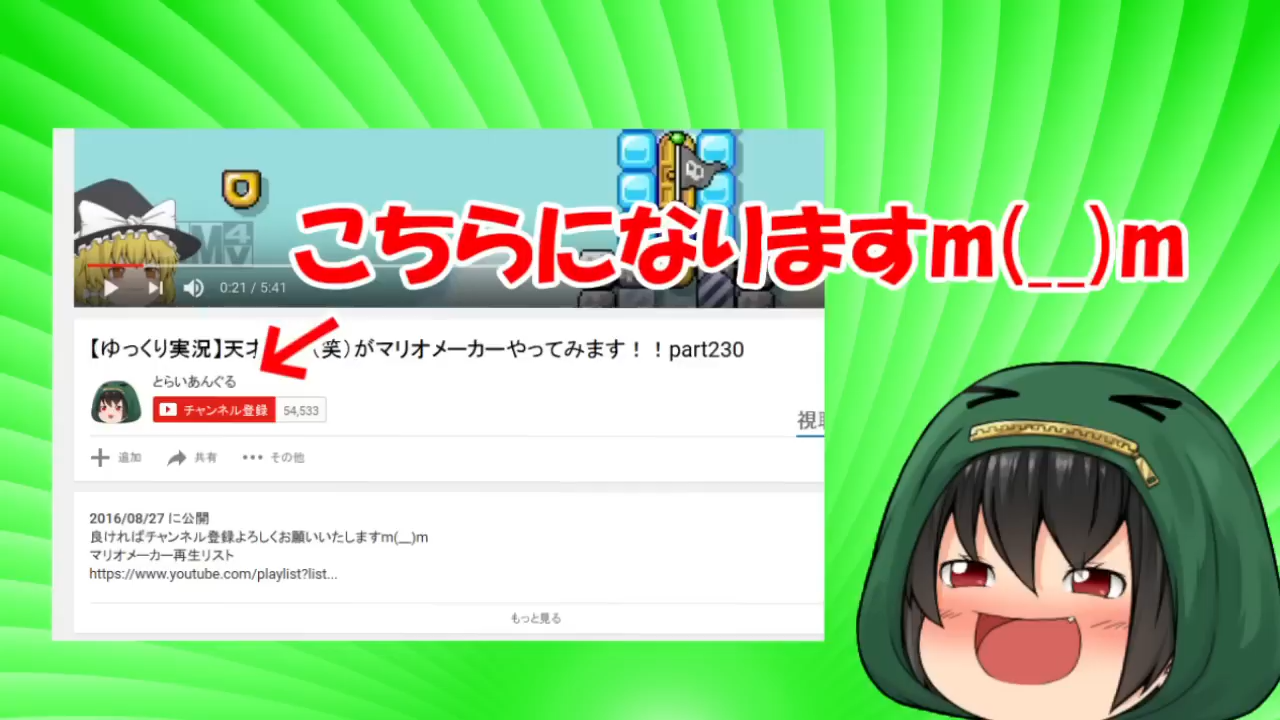 こちらになりますm(__)m
0:21 / 5:41
【ゆっくり実況】天才 （笑）がマリオメーカーやってみます！！part230
とらいあんぐる
チャンネル登録 54,533
視聴
追加 共有 その他
2016/08/27 に公開
良ければチャンネル登録よろしくお願いいたしますm(__)m
マリオメーカー再生リスト
https://www.youtube.com/playlist?list...
もっと見る